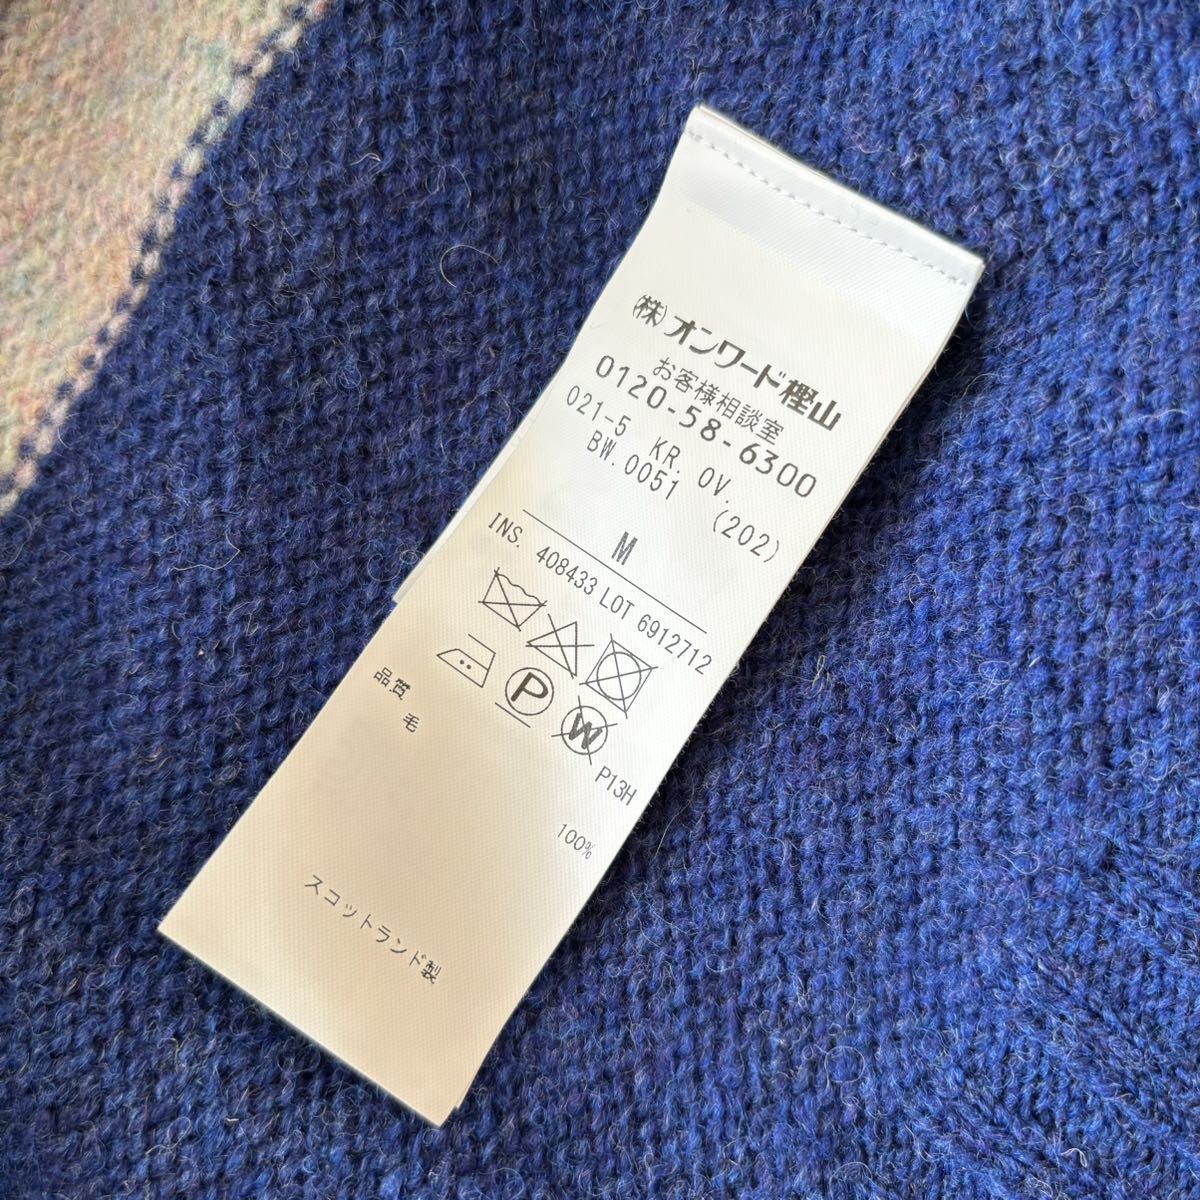 ㈱オンワード樫山
お客様相談室
0120-58-6300
021-5 KR. OV.
BW.0051 (202)
M
INS. 408433 LOT 6912712
P
W
P13H
品質
毛 100%
スコットランド製